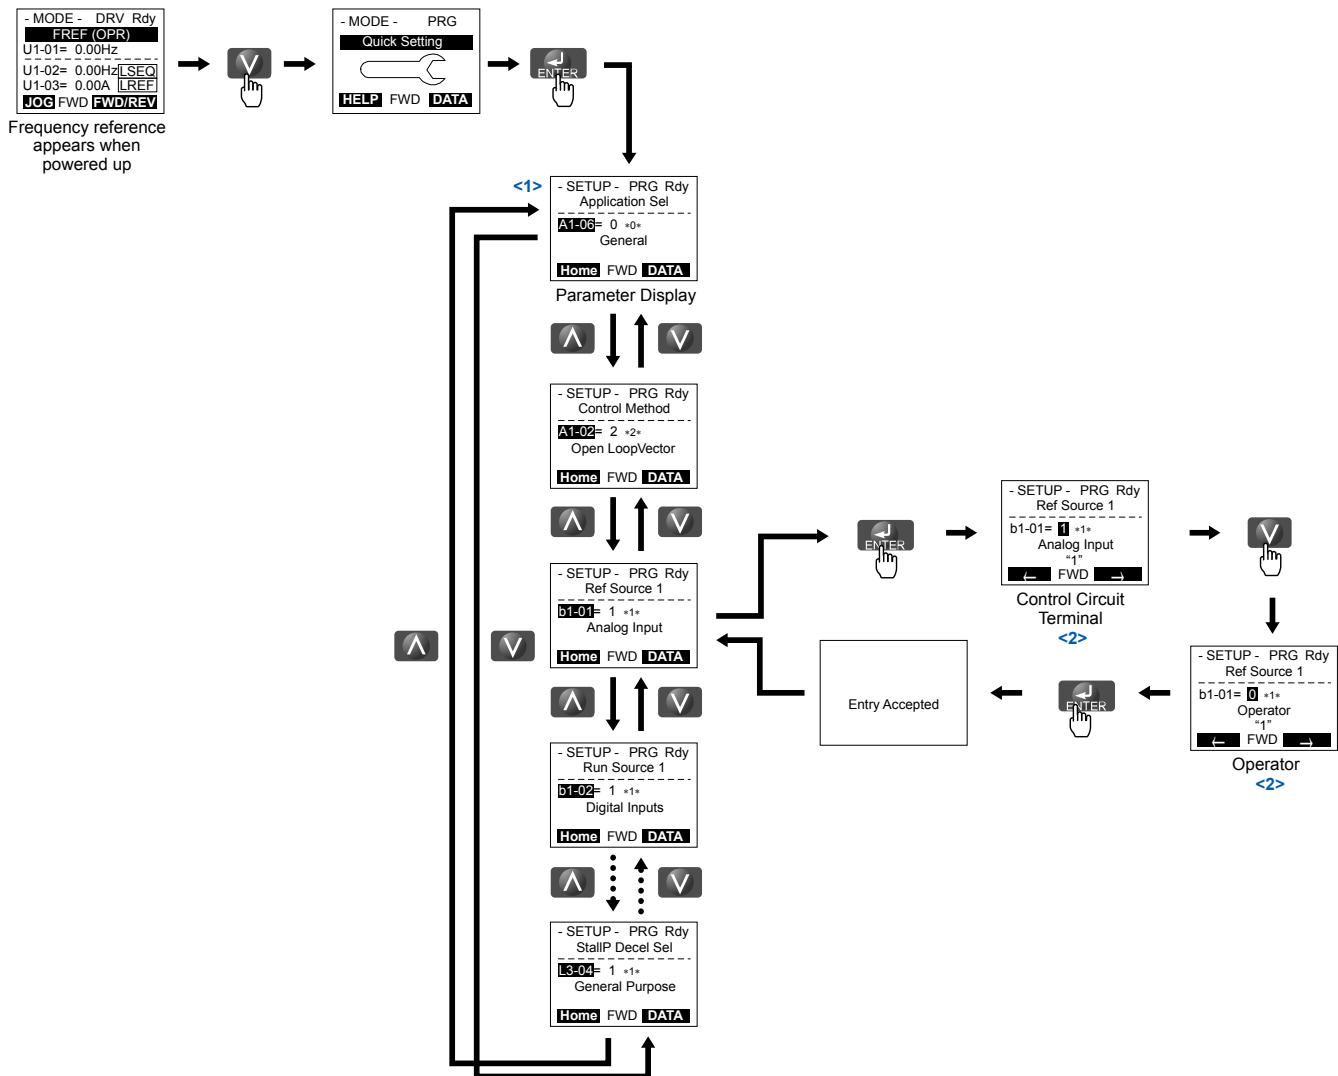 - MODE -  DRV Rdy
FREF (OPR)
U1-01= 0.00Hz
U1-02= 0.00Hz LSEQ
U1-03= 0.00A LREF
JOG FWD FWD/REV
Frequency reference
appears when
powered up
- MODE -  PRG
Quick Setting
HELP FWD DATA
ENTER
<1>
- SETUP -  PRG Rdy
Application Sel
A1-06= 0 *0*
General
Home FWD DATA
Parameter Display
- SETUP -  PRG Rdy
Control Method
A1-02= 2 *2*
Open LoopVector
Home FWD DATA
- SETUP -  PRG Rdy
Ref Source 1
b1-01= 1 *1*
Analog Input
Home FWD DATA
ENTER
- SETUP -  PRG Rdy
Ref Source 1
b1-01= 1 *1*
Analog Input
“1”
← FWD →
Control Circuit
Terminal
<2>
- SETUP -  PRG Rdy
Ref Source 1
b1-01= 0 *1*
Operator
“1”
← FWD →
Operator
<2>
ENTER
Entry Accepted
- SETUP -  PRG Rdy
Run Source 1
b1-02= 1 *1*
Digital Inputs
Home FWD DATA
- SETUP -  PRG Rdy
StallP Decel Sel
L3-04= 1 *1*
General Purpose
Home FWD DATA